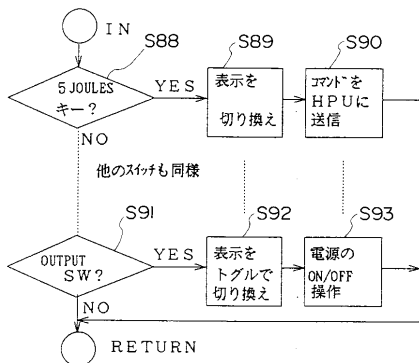 IN
S88
S89
S90
5 JOULES
キー?
YES
表示を
切り換え
コマンドを
HPUに
送信
NO
他のスイッチも同様
S91
S92
S93
OUTPUT
SW?
YES
表示を
トグルで
切り換え
電源の
ON/OFF
操作
NO
RETURN